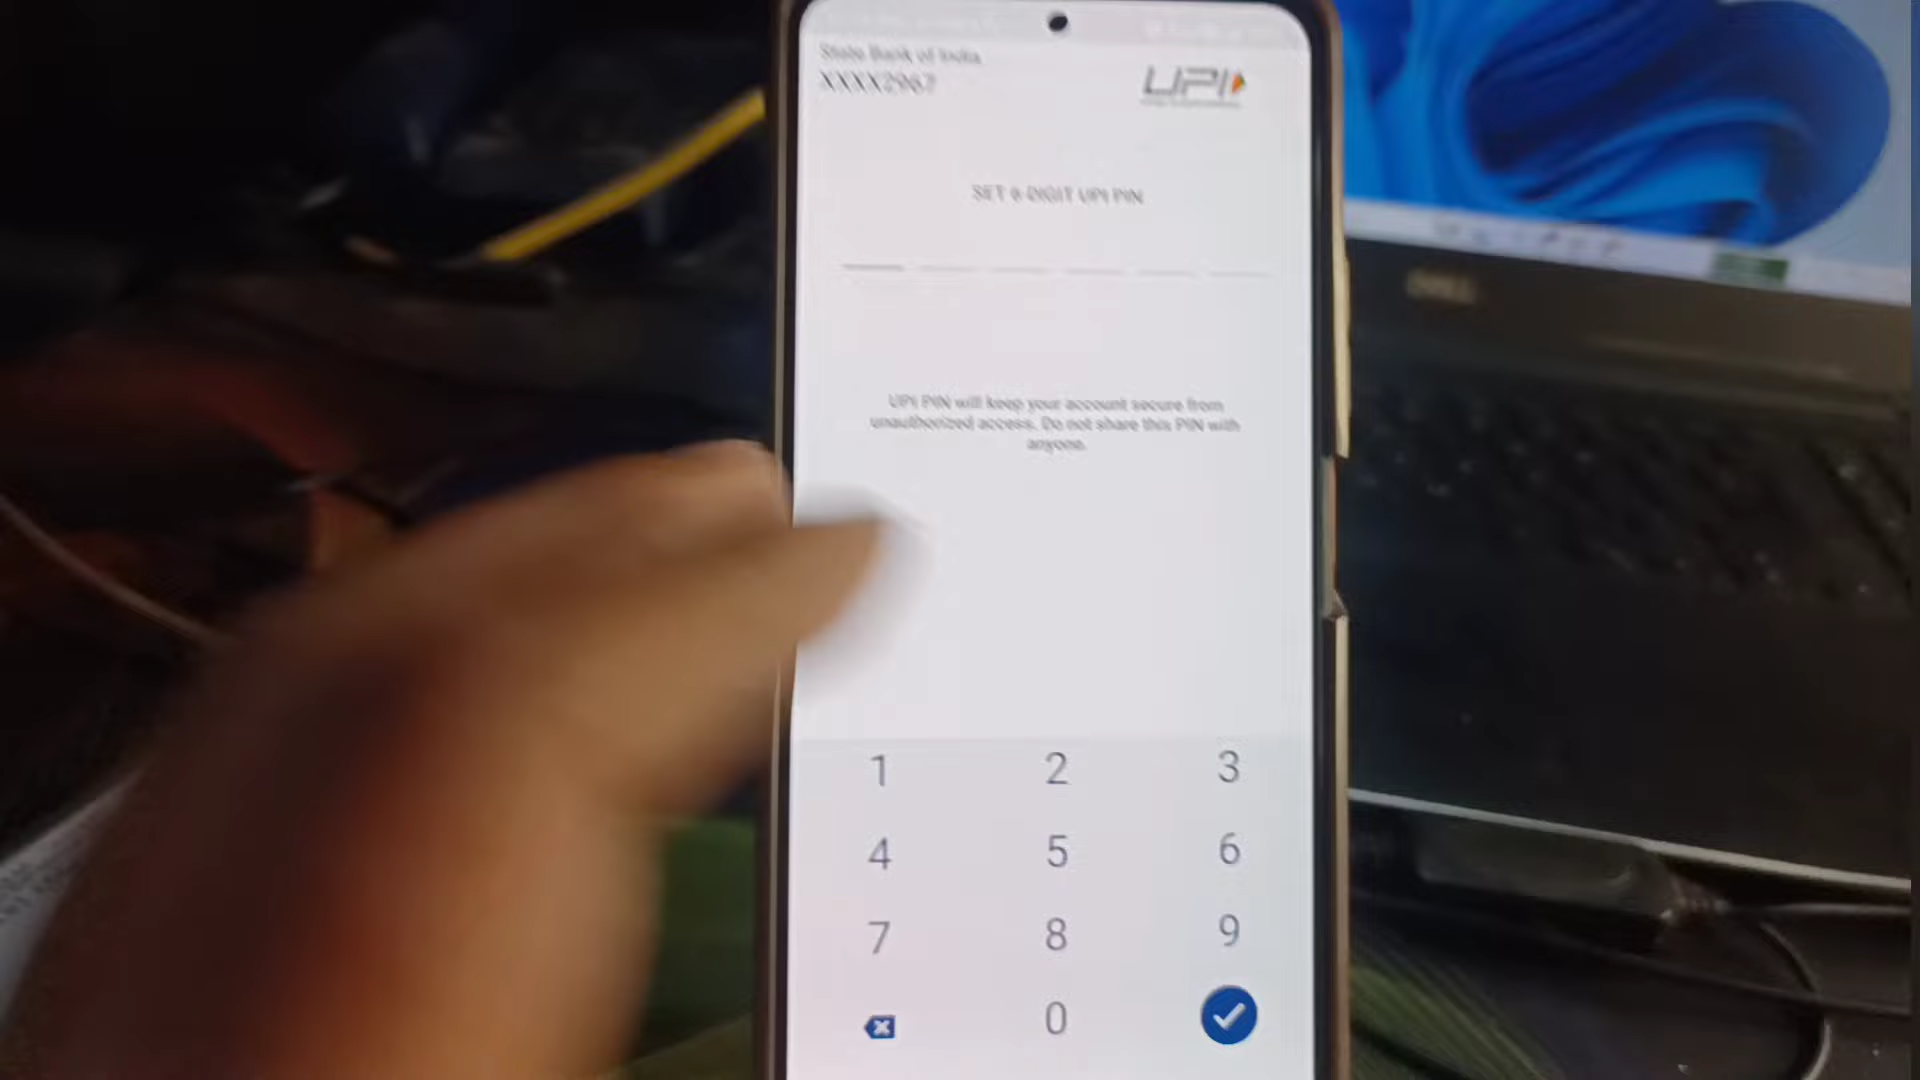 State Bank of India
XXXX2967
UPI
SET 6-DIGIT UPI PIN
UPI PIN will keep your account secure from
unauthorized access. Do not share this PIN with
anyone.
1 2 3
4 5 6
7 8 9
0
DELL